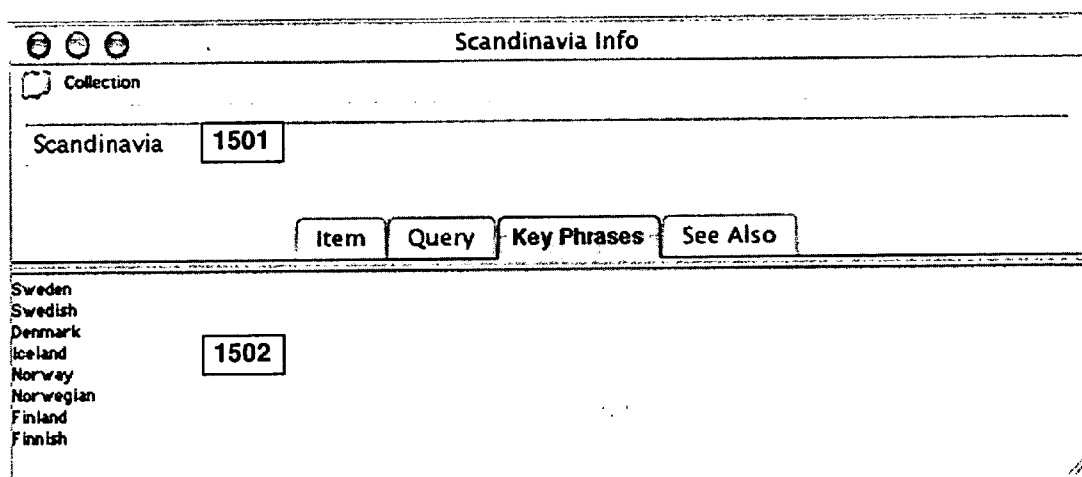 Scandinavia Info
Collection
Scandinavia 1501
Item Query Key Phrases See Also
Sweden
Swedish
Denmark
Iceland 1502
Norway
Norwegian
Finland
Finnish